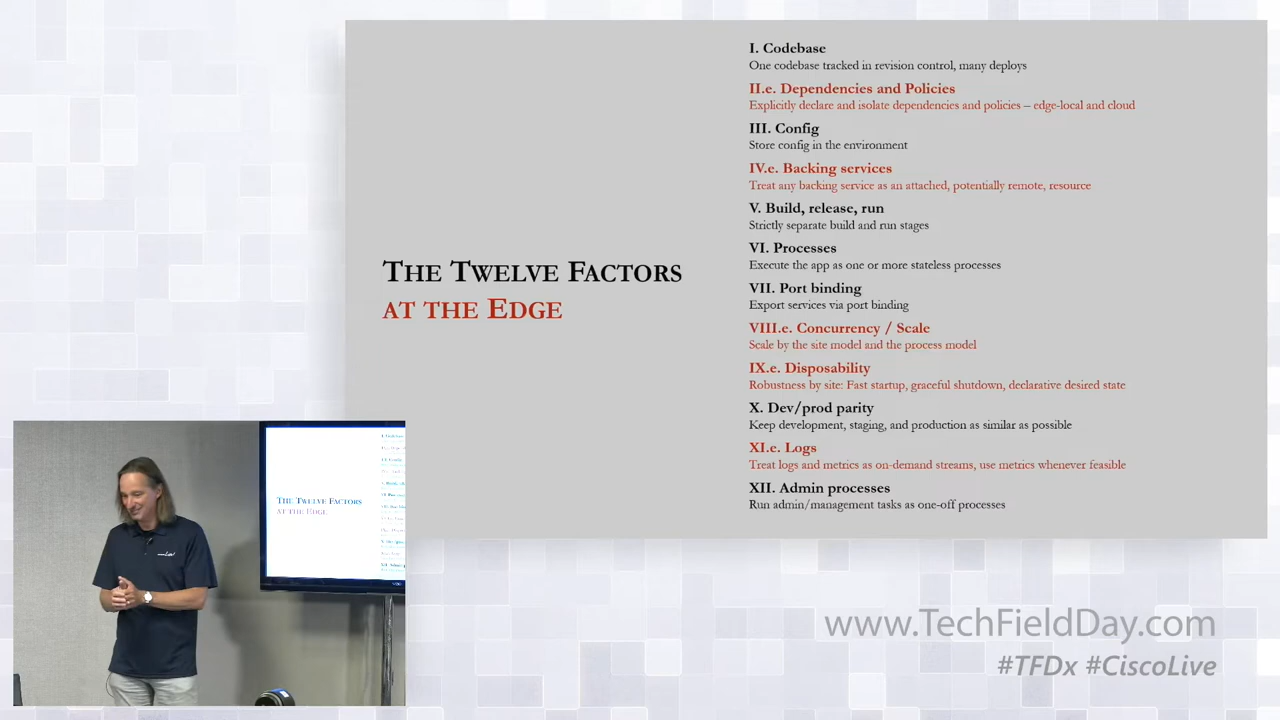 THE TWELVE FACTORS
AT THE EDGE
I. Codebase
One codebase tracked in revision control, many deploys
II.e. Dependencies and Policies
Explicitly declare and isolate dependencies and policies – edge-local and cloud
III. Config
Store config in the environment
IV.e. Backing services
Treat any backing service as an attached, potentially remote, resource
V. Build, release, run
Strictly separate build and run stages
VI. Processes
Execute the app as one or more stateless processes
VII. Port binding
Export services via port binding
VIII.e. Concurrency / Scale
Scale by the site model and the process model
IX.e. Disposability
Robustness by site: Fast startup, graceful shutdown, declarative desired state
X. Dev/prod parity
Keep development, staging, and production as similar as possible
XI.e. Logs
Treat logs and metrics as on-demand streams, use metrics whenever feasible
XII. Admin processes
Run admin/management tasks as one-off processes
THE TWELVE FACTORS
AT THE EDGE
www.TechFieldDay.com
#TFDx #CiscoLive